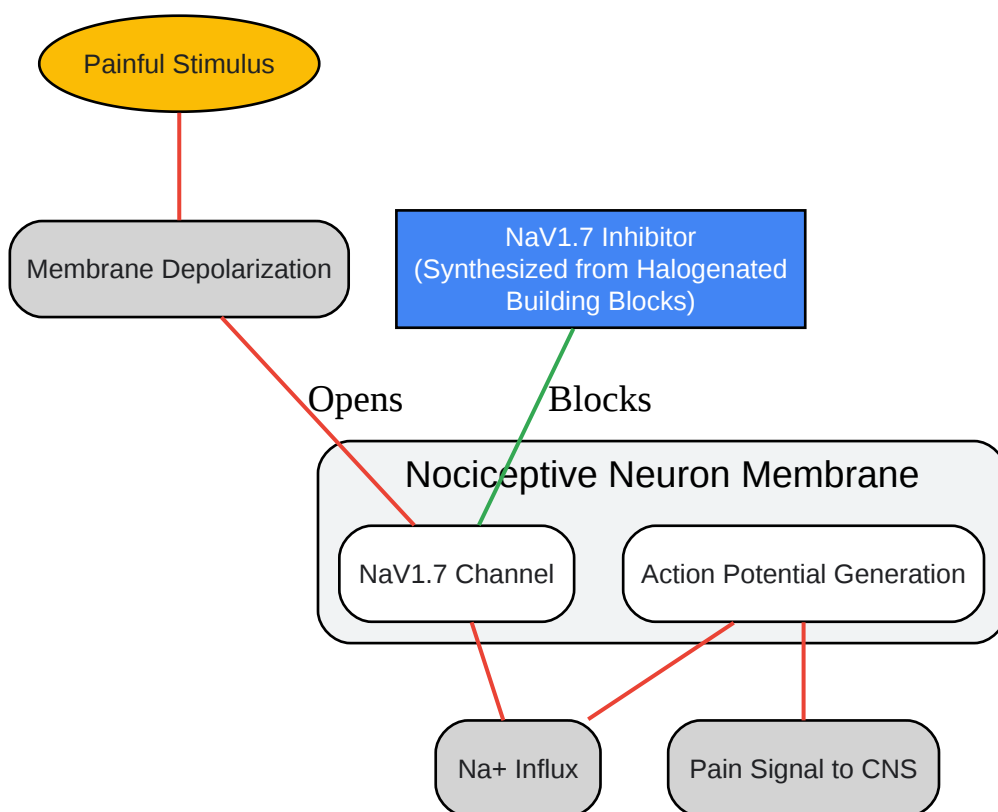 Painful Stimulus
Membrane Depolarization
NaV1.7 Inhibitor
(Synthesized from Halogenated
Building Blocks)
Opens
Blocks
Nociceptive Neuron Membrane
NaV1.7 Channel
Action Potential Generation
Na+ Influx
Pain Signal to CNS